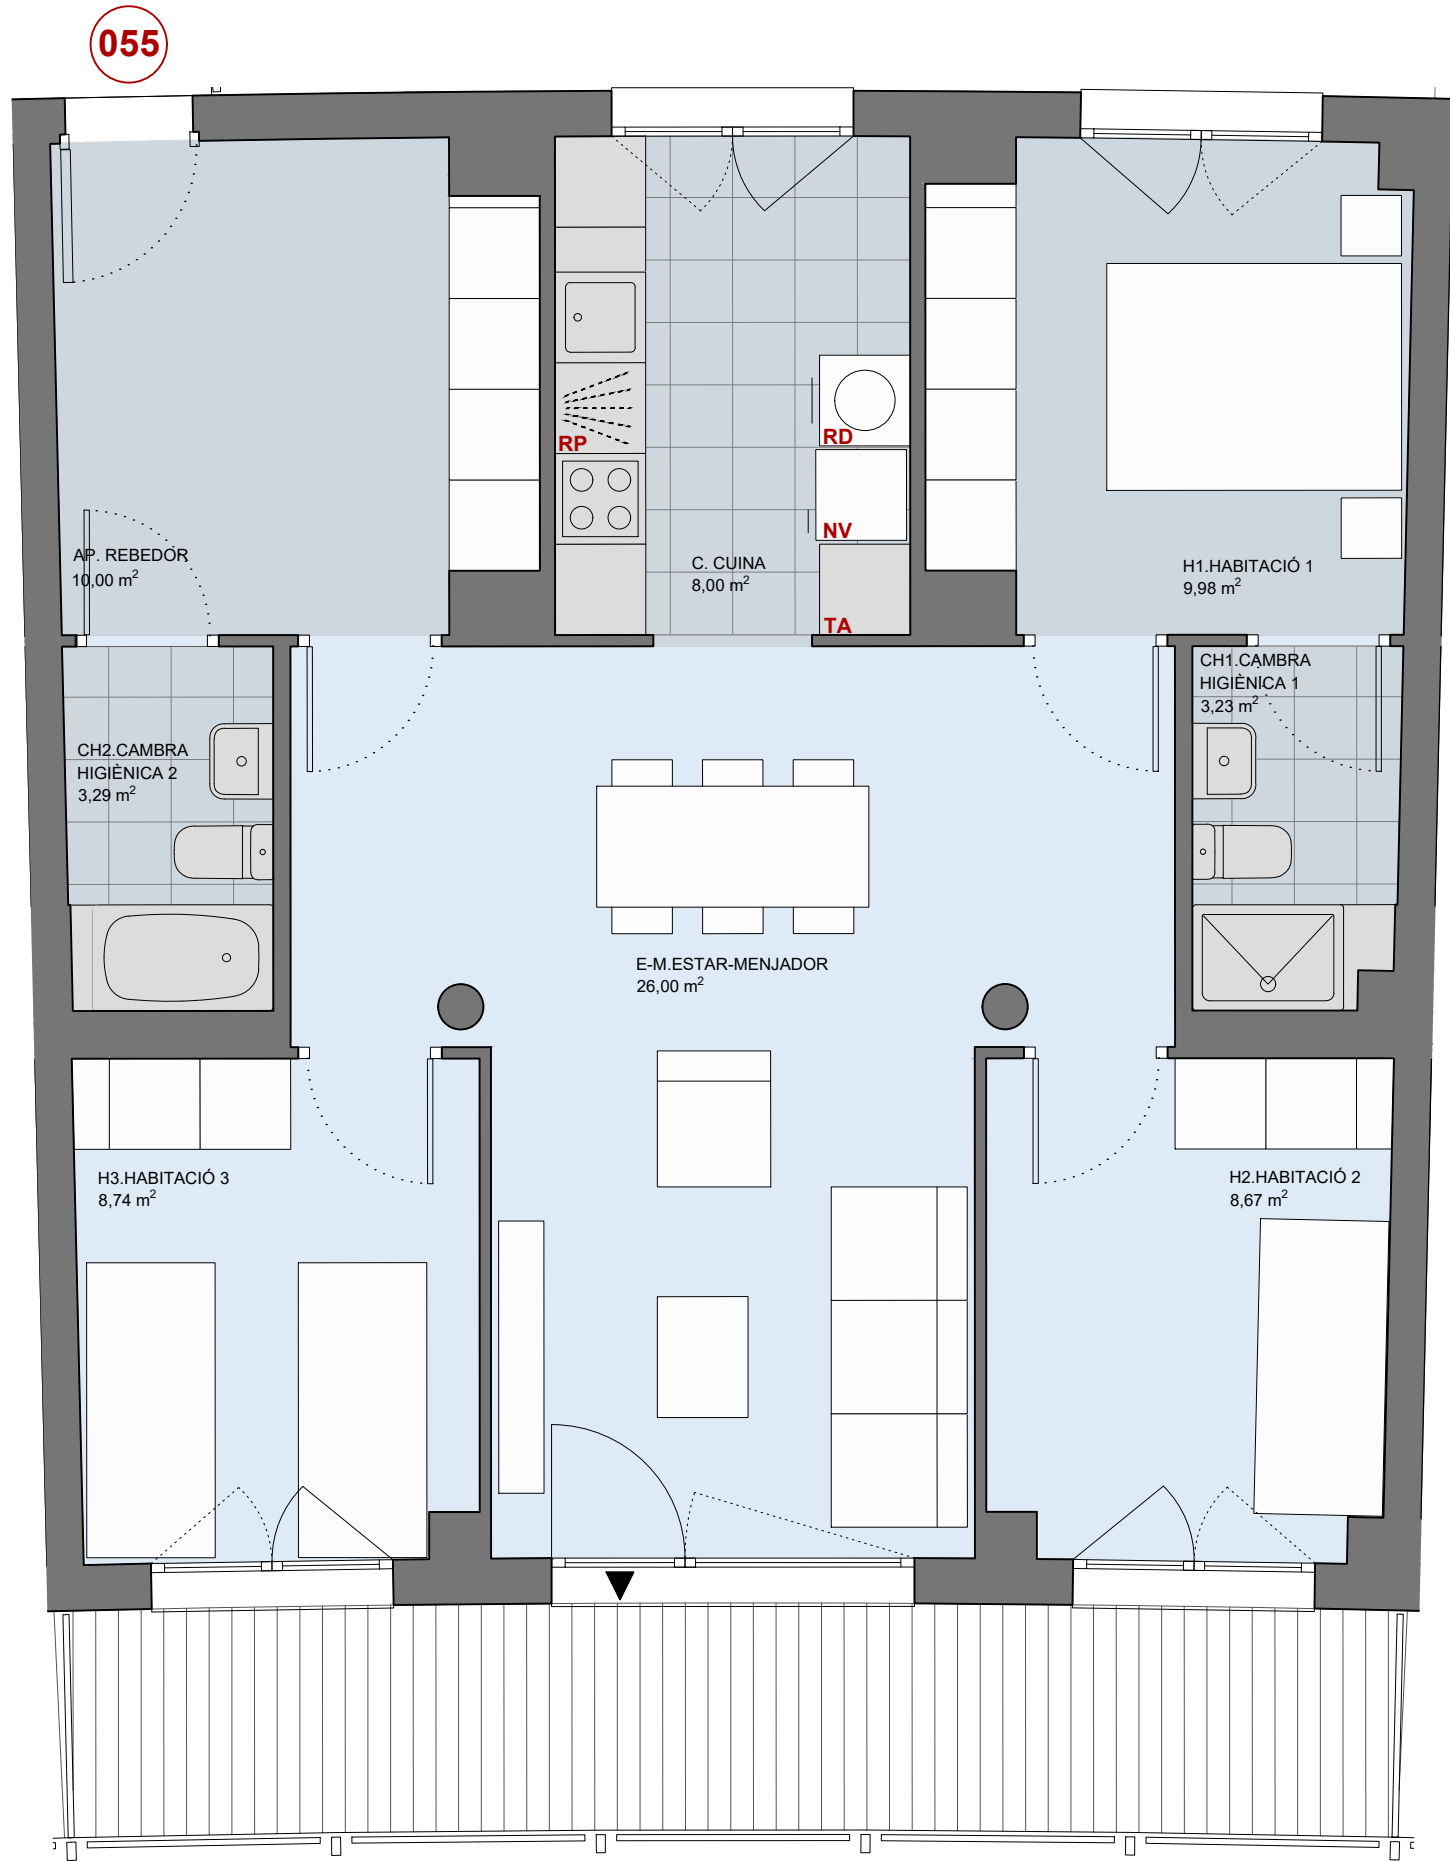 055
RP
RD
NV
TA
AP. REBEDOR
10,00 m²
C. CUINA
8,00 m²
H1.HABITACIÓ 1
9,98 m²
CH2.CAMBRA
HIGIÈNICA 2
3,29 m²
CH1.CAMBRA
HIGIÈNICA 1
3,23 m²
E-M.ESTAR-MENJADOR
26,00 m²
H3.HABITACIÓ 3
8,74 m²
H2.HABITACIÓ 2
8,67 m²